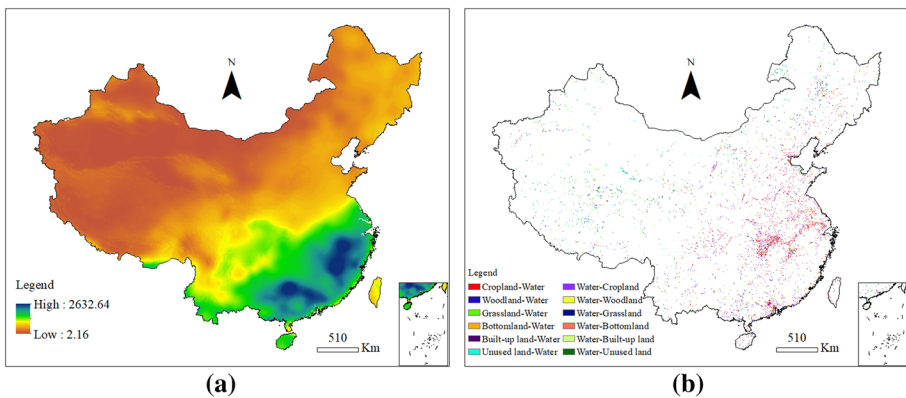 N
Legend
High : 2632.64
Low : 2.16
510
Km
(a)
N
Legend
Cropland-Water
Water-Cropland
Woodland-Water
Water-Woodland
Grassland-Water
Water-Grassland
Bottomland-Water
Water-Bottomland
Built-up land-Water
Water-Built-up land
Unused land-Water
Water-Unused land
510
Km
(b)